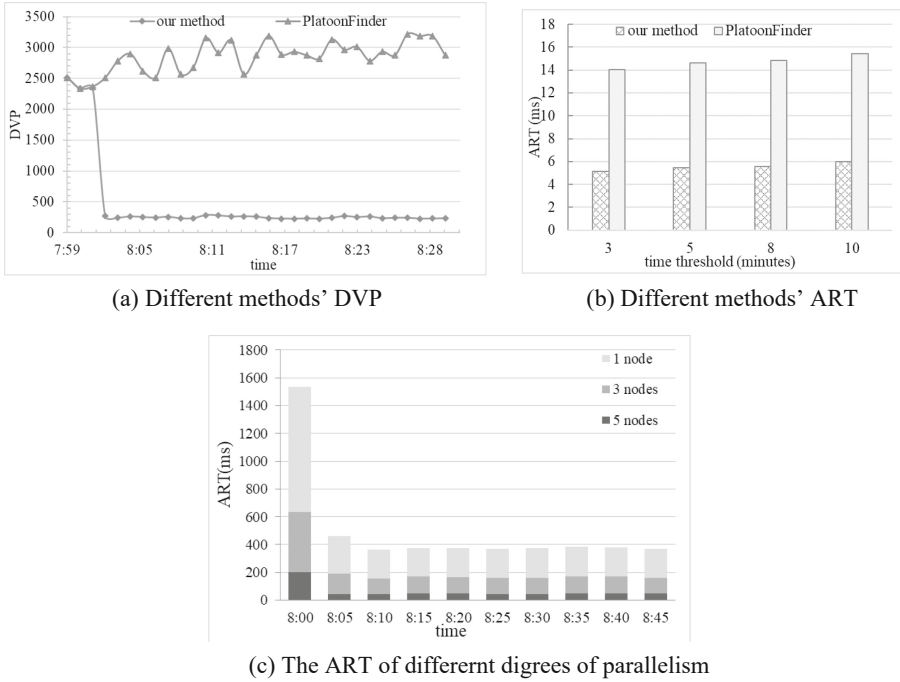 our method PlatoonFinder
3500
3000
2500
2000
1500
1000
500
0
DVP
7:59 8:05 8:11 8:17 8:23 8:28
time
(a) Different methods’ DVP
our method PlatoonFinder
18
16
14
12
10
8
6
4
2
0
ART (ms)
3 5 8 10
time threshold (minutes)
(b) Different methods’ ART
1800
1600
1400
1200
1000
800
600
400
200
0
ART(ms)
1 node
3 nodes
5 nodes
8:00 8:05 8:10 8:15 8:20 8:25 8:30 8:35 8:40 8:45
time
(c) The ART of differernt digrees of parallelism